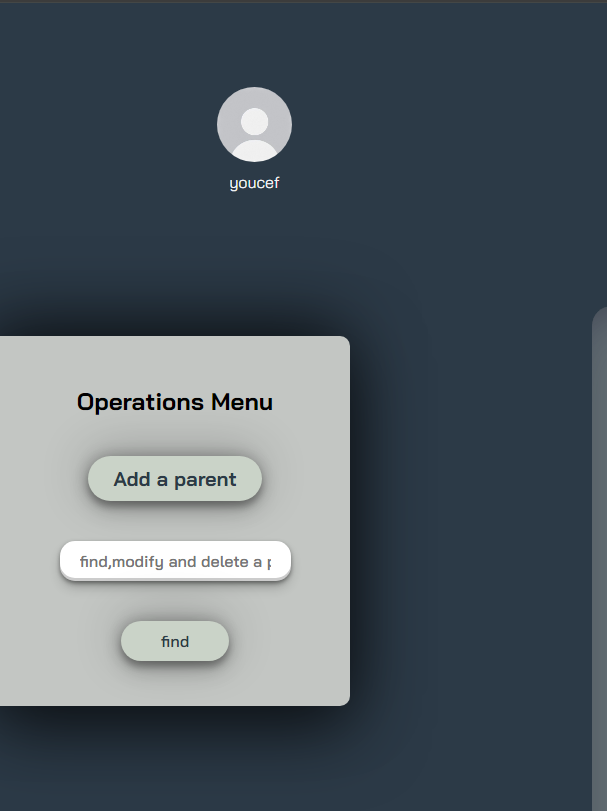 youcef
Operations Menu
Add a parent
find,modify and delete a p
find